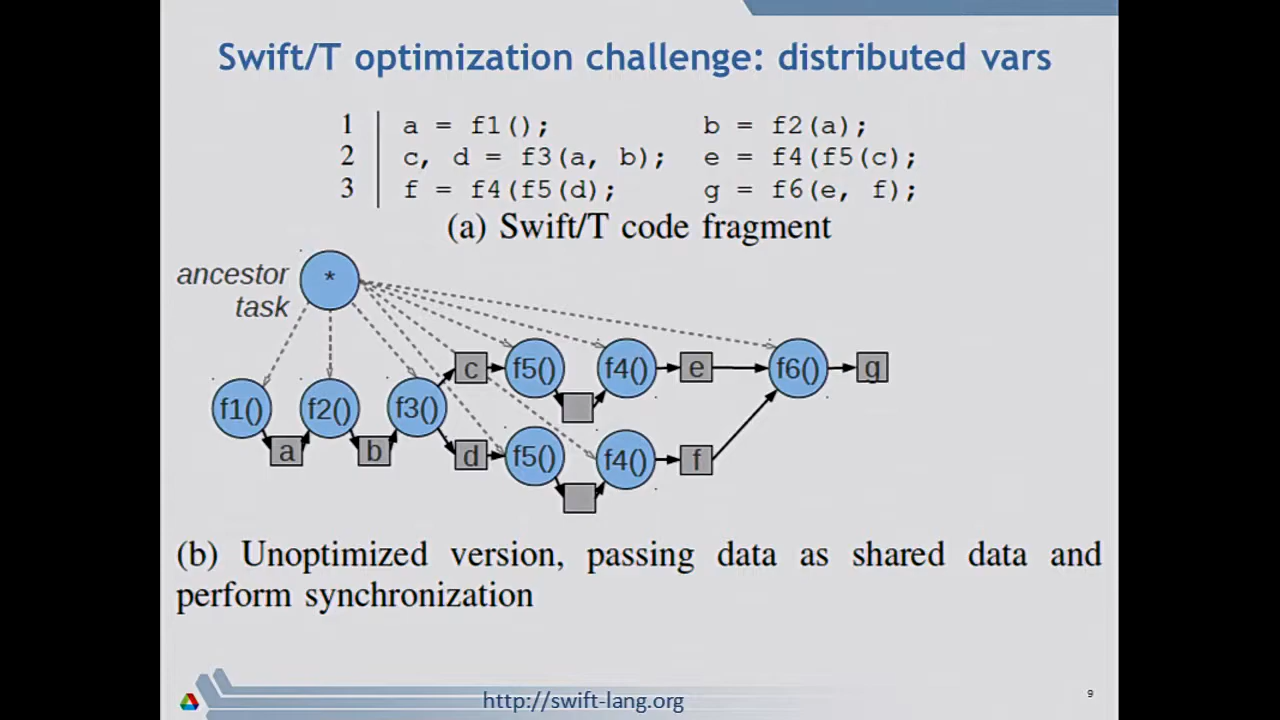 Swift/T optimization challenge: distributed vars
1 a = f1(); b = f2(a);
2 c, d = f3(a, b); e = f4(f5(c);
3 f = f4(f5(d); g = f6(e, f);
(a) Swift/T code fragment
ancestor
task
*
c f5() f4() e f6() g
f1() f2() f3()
a b d f5() f4() f
(b) Unoptimized version, passing data as shared data and
perform synchronization
http://swift-lang.org
9